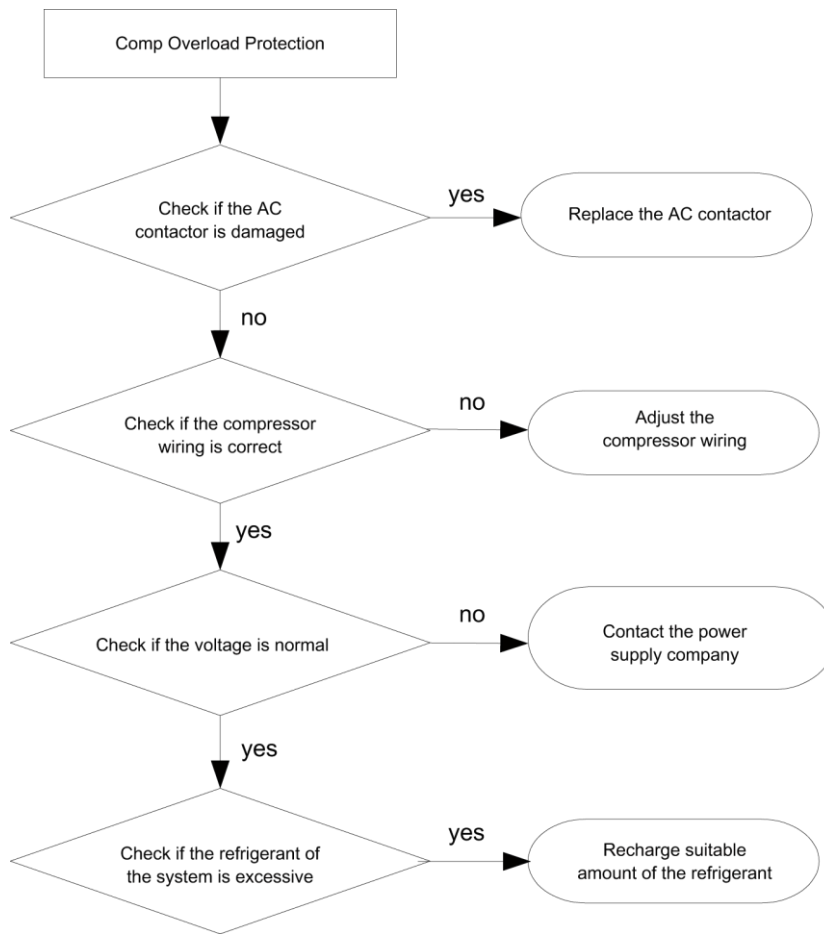 Comp Overload Protection
Check if the AC
contactor is damaged
yes
Replace the AC contactor
no
Check if the compressor
wiring is correct
no
Adjust the
compressor wiring
yes
Check if the voltage is normal
no
Contact the power
supply company
yes
Check if the refrigerant of
the system is excessive
yes
Recharge suitable
amount of the refrigerant